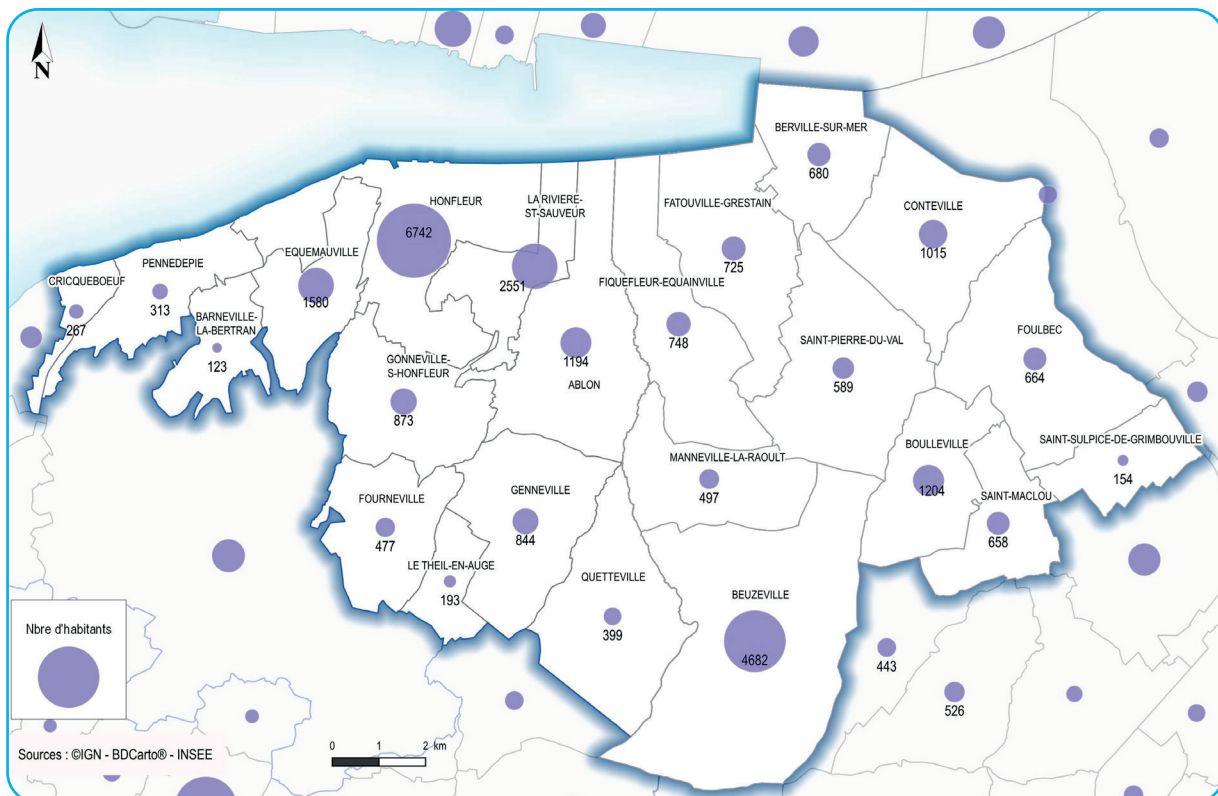 N
BERVILLE-SUR-MER
680
HONFLEUR
6742
LA RIVIERE-
ST-SAUVEUR
2551
FATOUVILLE-GRESTAIN
725
CONTEVILLE
1015
CRICQUEBOEUF
267
PENNEDEPIE
313
EQUEMAUVILLE
1580
BARNEVILLE-
LA-BERTRAN
123
FIQUEFLEUR-EQUAINVILLE
748
GONNEVILLE-
S-HONFLEUR
873
1194
ABLON
SAINT-PIERRE-DU-VAL
589
FOULBEC
664
MANNEVILLE-LA-RAOULT
497
BOULLEVILLE
1204
SAINT-SULPICE-DE-GRIMBOUVILLE
154
SAINT-MACLOU
658
FOURNEVILLE
477
GENNEVILLE
844
LE THEIL-EN-AUGE
193
QUETTEVILLE
399
BEUZEVILLE
4682
443
526
Nbre d'habitants
Sources : ©IGN - BDCarto® - INSEE
0 1 2 km